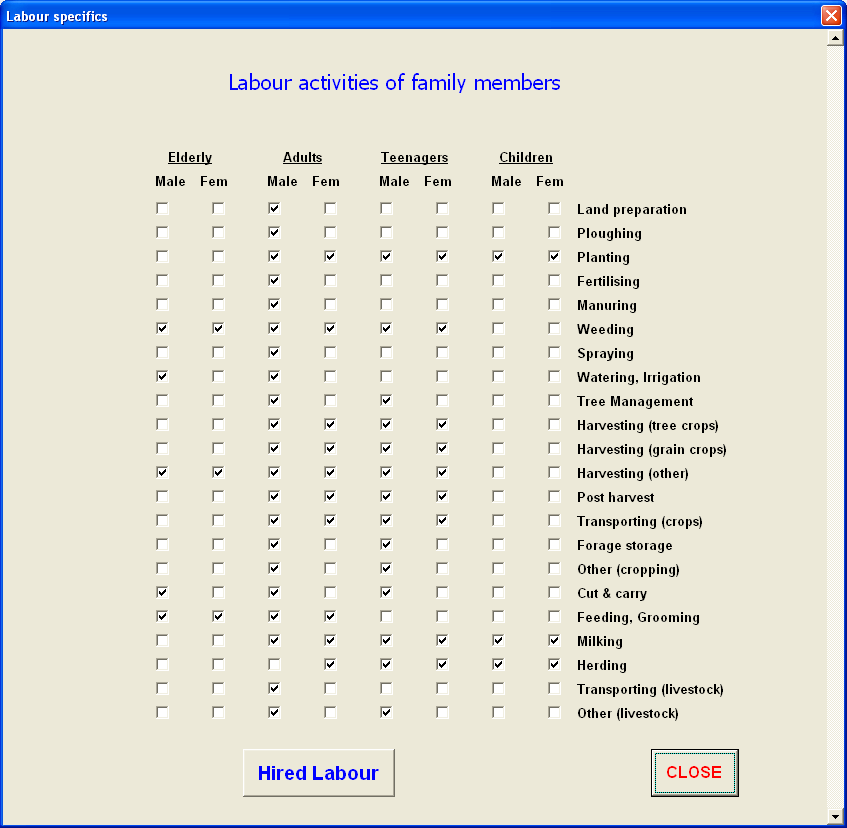 Labour specifics
Labour activities of family members
Elderly Adults Teenagers Children
Male Fem Male Fem Male Fem Male Fem
Land preparation
Ploughing
Planting
Fertilising
Manuring
Weeding
Spraying
Watering, Irrigation
Tree Management
Harvesting (tree crops)
Harvesting (grain crops)
Harvesting (other)
Post harvest
Transporting (crops)
Forage storage
Other (cropping)
Cut & carry
Feeding, Grooming
Milking
Herding
Transporting (livestock)
Other (livestock)
Hired Labour CLOSE